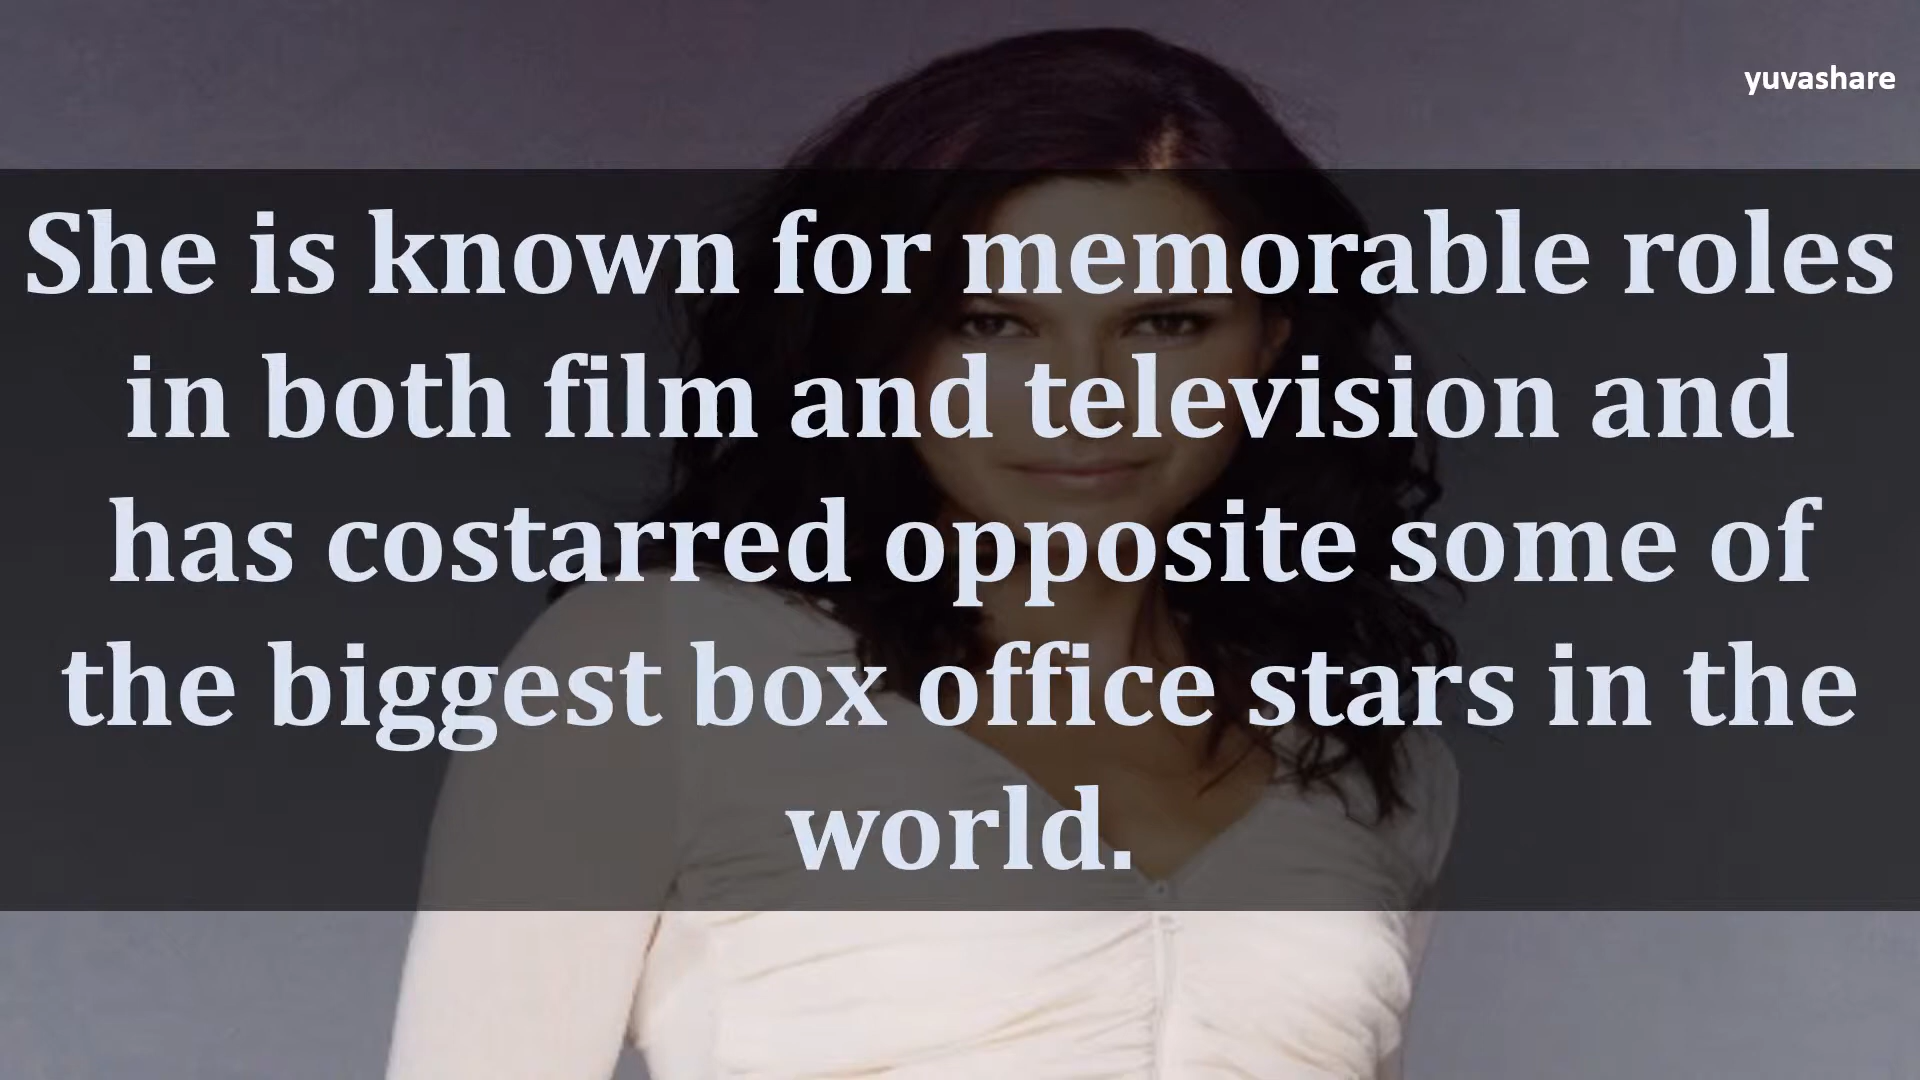 yuvashare
She is known for memorable roles
in both film and television and
has costarred opposite some of
the biggest box office stars in the
world.